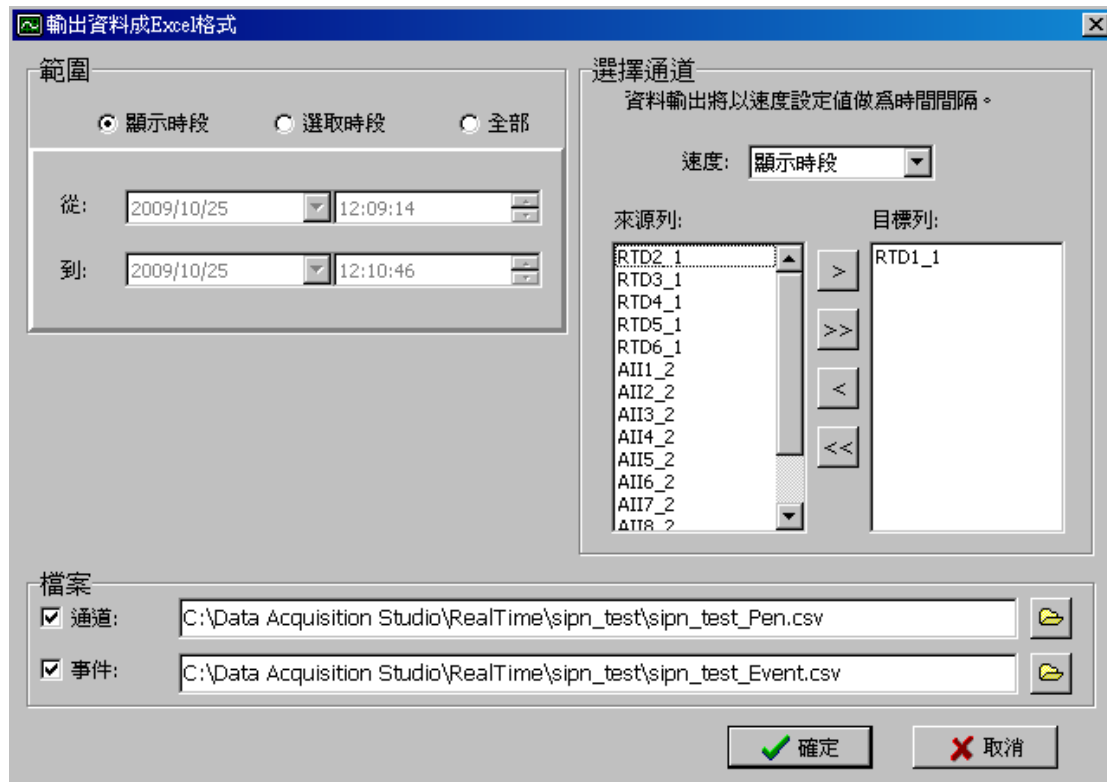 輸出資料成Excel格式
範圍
顯示時段 選取時段 全部
從: 2009/10/25 12:09:14
到: 2009/10/25 12:10:46
選擇通道
資料輸出將以速度設定值做為時間間隔。
速度: 顯示時段
來源列:
RTD2_1
RTD3_1
RTD4_1
RTD5_1
RTD6_1
AII1_2
AII2_2
AII3_2
AII4_2
AII5_2
AII6_2
AII7_2
AII8_2
>
>>
<
<<
目標列:
RTD1_1
檔案
通道: C:\Data Acquisition Studio\RealTime\sipn_test\sipn_test_Pen.csv
事件: C:\Data Acquisition Studio\RealTime\sipn_test\sipn_test_Event.csv
確定 取消